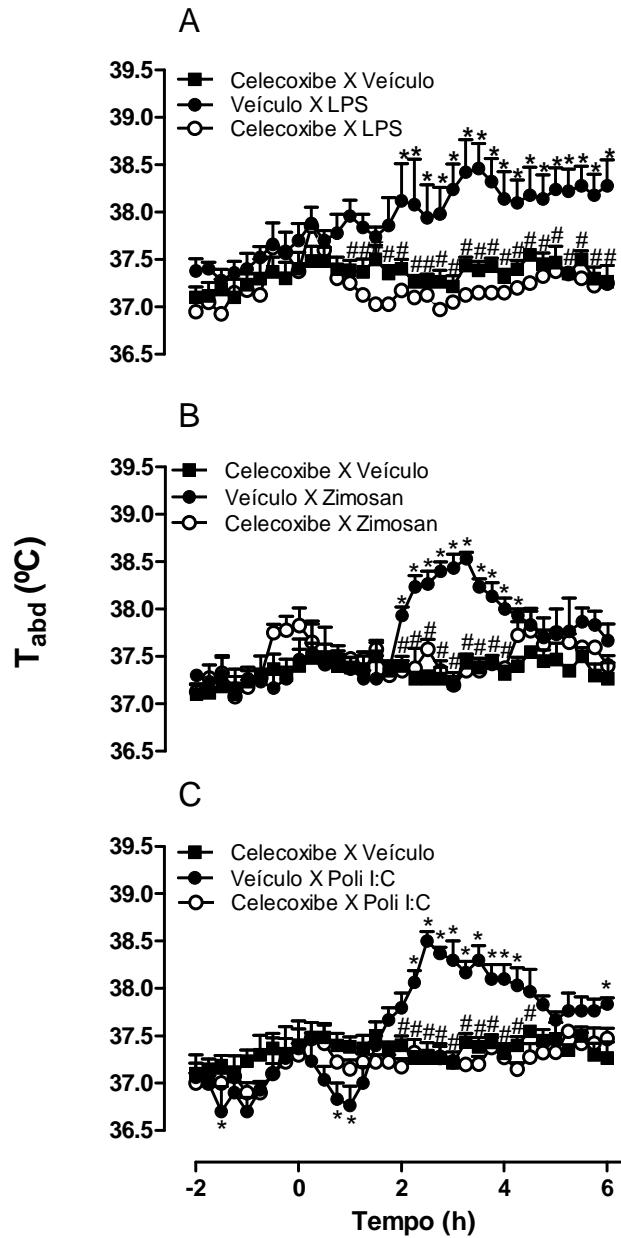 A
39.5
Celecoxibe X Veículo
39.0
Veículo X LPS
Celecoxibe X LPS
38.5
* * * * * * * * * * * * * * * * *
38.0
37.5
# # # # # # # # # # # # # # # # # # # # #
37.0
36.5
B
39.5
Celecoxibe X Veículo
39.0
Veículo X Zimosan
Celecoxibe X Zimosan
38.5
* * * * * * * * * *
38.0
37.5
# # # # # # # # #
37.0
36.5
Tabd (ºC)
C
39.5
Celecoxibe X Veículo
39.0
Veículo X Poli I:C
Celecoxibe X Poli I:C
38.5
* * * * * * * * * *
38.0
37.5
# # # # # # # # # # #
37.0
* * *
36.5
-2 0 2 4 6
Tempo (h)